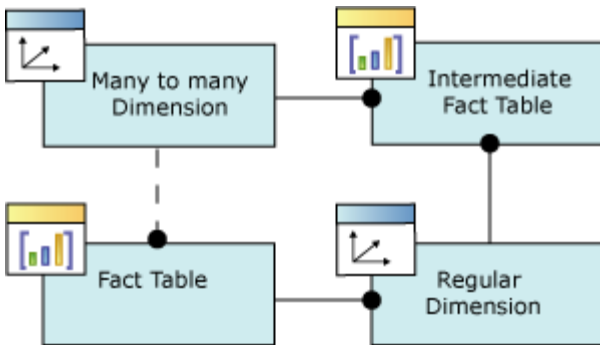 Many to many
Dimension
Intermediate
Fact Table
Fact Table
Regular
Dimension